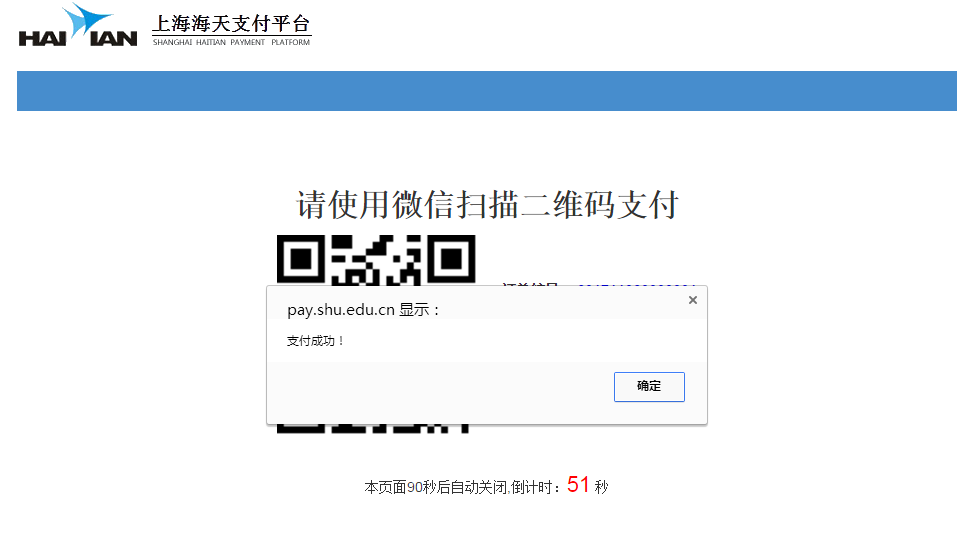 HAITIAN
上海海天支付平台
SHANGHAI HAITIAN PAYMENT PLATFORM
请使用微信扫描二维码支付
pay.shu.edu.cn 显示：
支付成功！
确定
本页面90秒后自动关闭,倒计时：51 秒